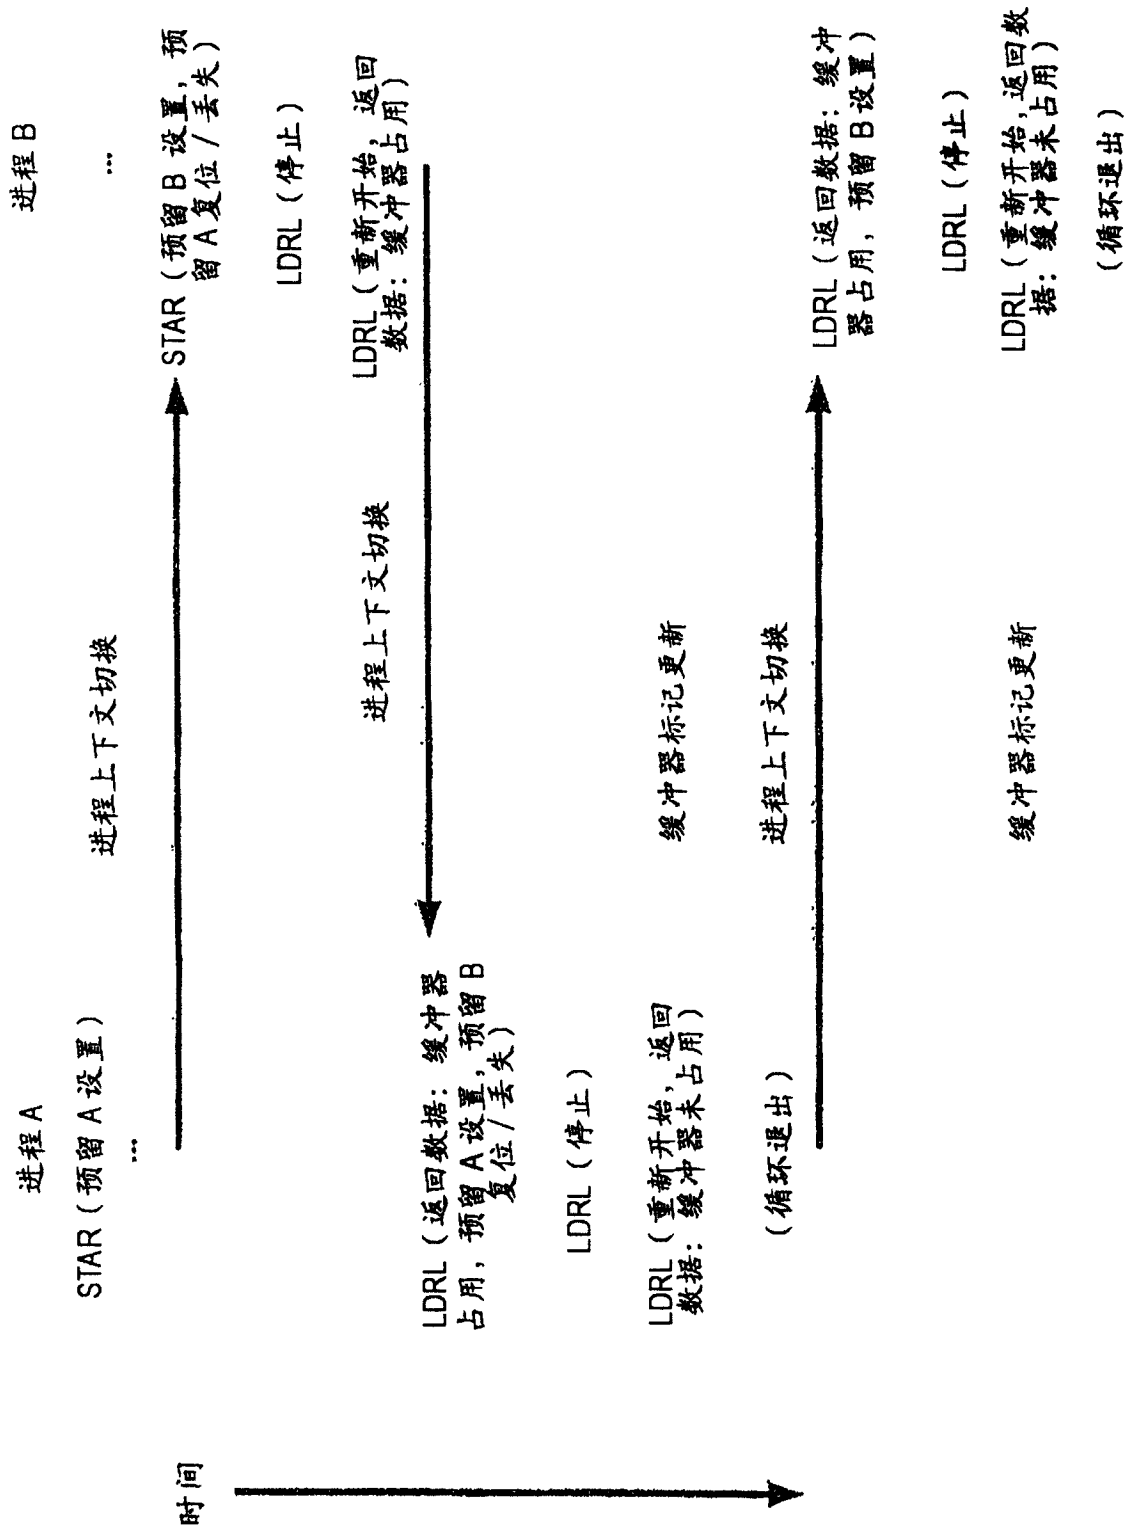 进程 A
进程 B
时间
STAR (预留 A 设置)
...
进程上下文切换
...
STAR (预留 B 设置, 预
留 A 复位 / 丢失)
LDRL (停止)
LDRL (重新开始, 返回
数据: 缓冲器占用)
进程上下文切换
LDRL (返回数据: 缓冲器
占用, 预留 A 设置, 预留 B
复位 / 丢失)
LDRL (停止)
LDRL (重新开始, 返回
数据: 缓冲器未占用)
缓冲器标记更新
(循环退出)
进程上下文切换
LDRL (返回数据: 缓冲
器占用, 预留 B 设置)
LDRL (停止)
缓冲器标记更新
LDRL (重新开始, 返回数
据: 缓冲器未占用)
(循环退出)